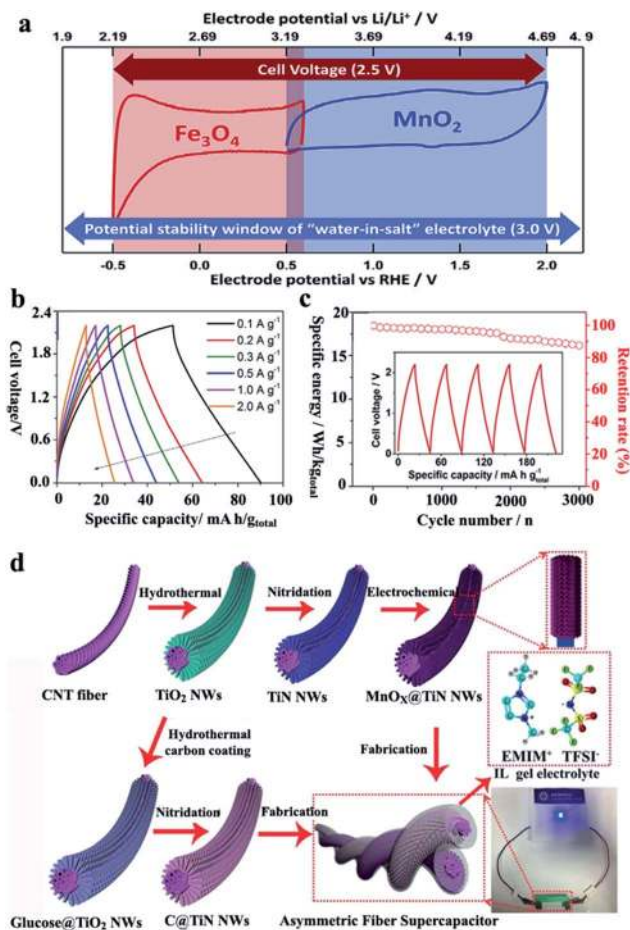 a
Electrode potential vs Li/Li⁺ / V
1.9 2.19 2.69 3.19 3.69 4.19 4.69 4. 9
Cell Voltage (2.5 V)
Fe₃O₄
MnO₂
Potential stability window of “water-in-salt” electrolyte (3.0 V)
-0.5 0.0 0.5 1.0 1.5 2.0
Electrode potential vs RHE / V
b
Cell voltage/V
2.4
1.8
1.2
0.6
0.0
0.1 A g⁻¹
0.2 A g⁻¹
0.3 A g⁻¹
0.5 A g⁻¹
1.0 A g⁻¹
2.0 A g⁻¹
0 20 40 60 80 100
Specific capacity/ mA h/gtotal
c
Specific energy / Wh/kgtotal
20
15
10
5
0
Cell voltage / V
2
1
0
0 44 88 132 176
Specific capacity / mA h g⁻¹total
100
80
60
40
20
0
Retention rate (%)
0 1000 2000 3000
Cycle number / n
d
Hydrothermal
Nitridation
Electrochemical
CNT fiber
TiO₂ NWs
TiN NWs
MnOX@TiN NWs
Hydrothermal
carbon coating
Fabrication
EMIM⁺ TFSI⁻
IL gel electrolyte
Nitridation
Fabrication
Glucose@TiO₂ NWs
C@TiN NWs
Asymmetric Fiber Supercapacitor